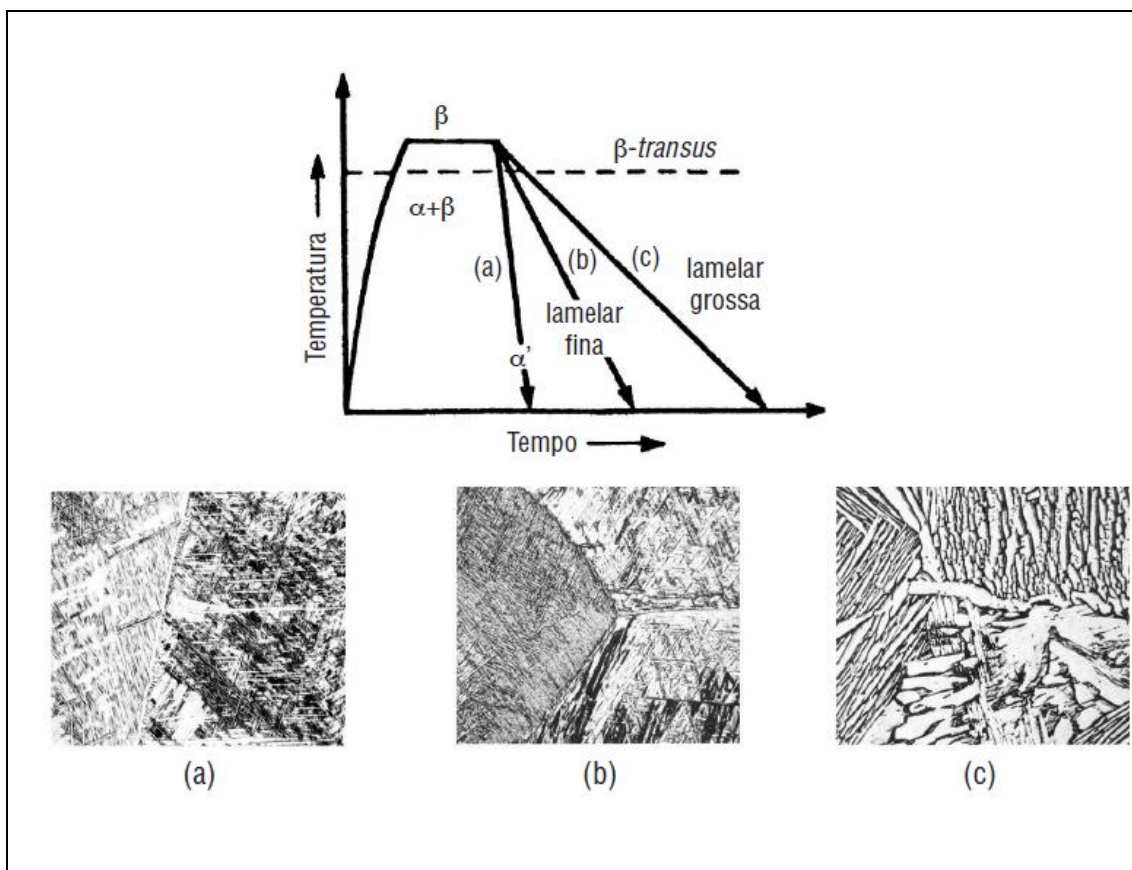 β
β-transus
α+β
(a)
(b)
(c)
lamelar
grossa
lamelar
fina
α’
Temperatura
Tempo
(a)
(b)
(c)